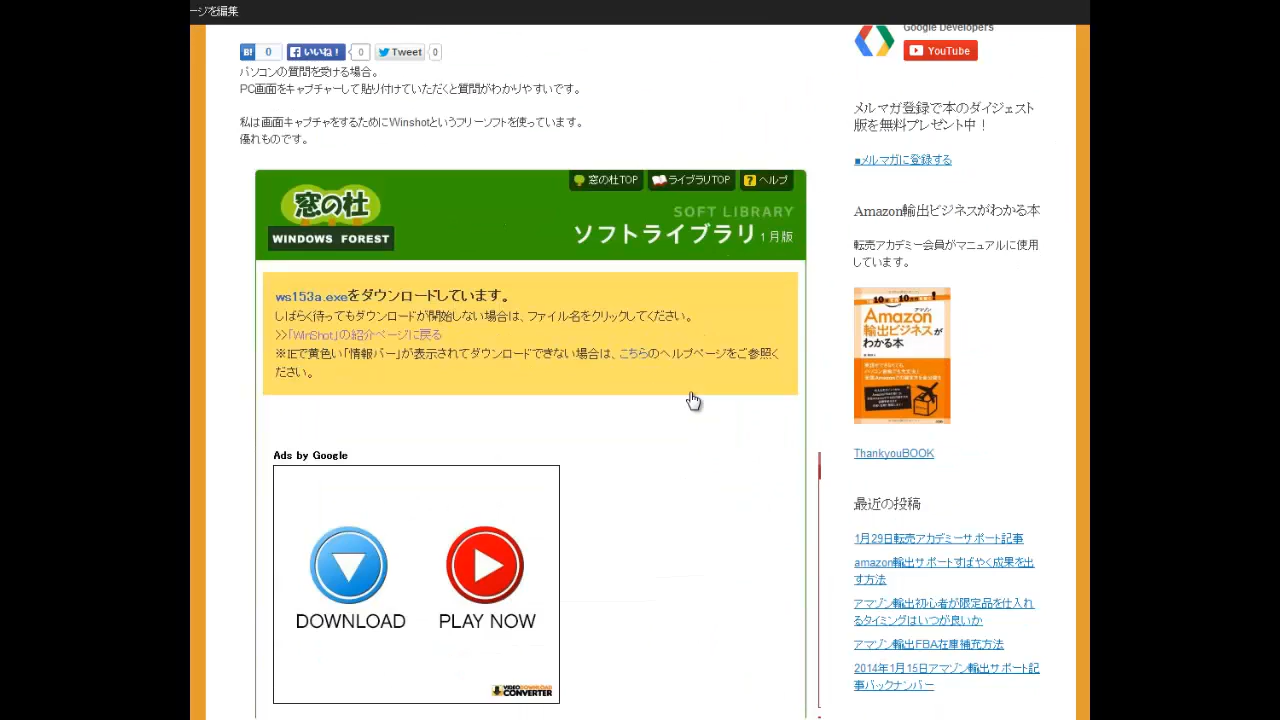 ージを編集
B! 0 いいね! 0 Tweet 0
パソコンの質問を受ける場合。
PC画面をキャプチャーして貼り付けていただくと質問がわかりやすいです。
私は画面キャプチャをするためにWinshotというフリーソフトを使っています。
優れものです。
窓の杜
WINDOWS FOREST
窓の杜TOP ライブラリTOP ? ヘルプ
SOFT LIBRARY
ソフトライブラリ 1月版
ws153a.exeをダウンロードしています。
しばらく待ってもダウンロードが開始しない場合は、ファイル名をクリックしてください。
>>「WinShot」の紹介ページに戻る
※IEで黄色い「情報バー」が表示されてダウンロードできない場合は、こちらのヘルプページをご参照く
ださい。
Ads by Google
DOWNLOAD PLAY NOW
VIDEO DOWNLOAD
CONVERTER
Google Developers
YouTube
メルマガ登録で本のダイジェスト
版を無料プレゼント中!
■メルマガに登録する
Amazon輸出ビジネスがわかる本
転売アカデミー会員がマニュアルに使用
しています。
アマゾン
Amazon
輸出ビジネスが
わかる本
ThankyouBOOK
最近の投稿
1月29日転売アカデミーサポート記事
amazon輸出サポートすばやく成果を出
す方法
アマゾン輸出初心者が限定品を仕入れ
るタイミングはいつが良いか
アマゾン輸出FBA在庫補充方法
2014年1月15日アマゾン輸出サポート記
事バックナンバー